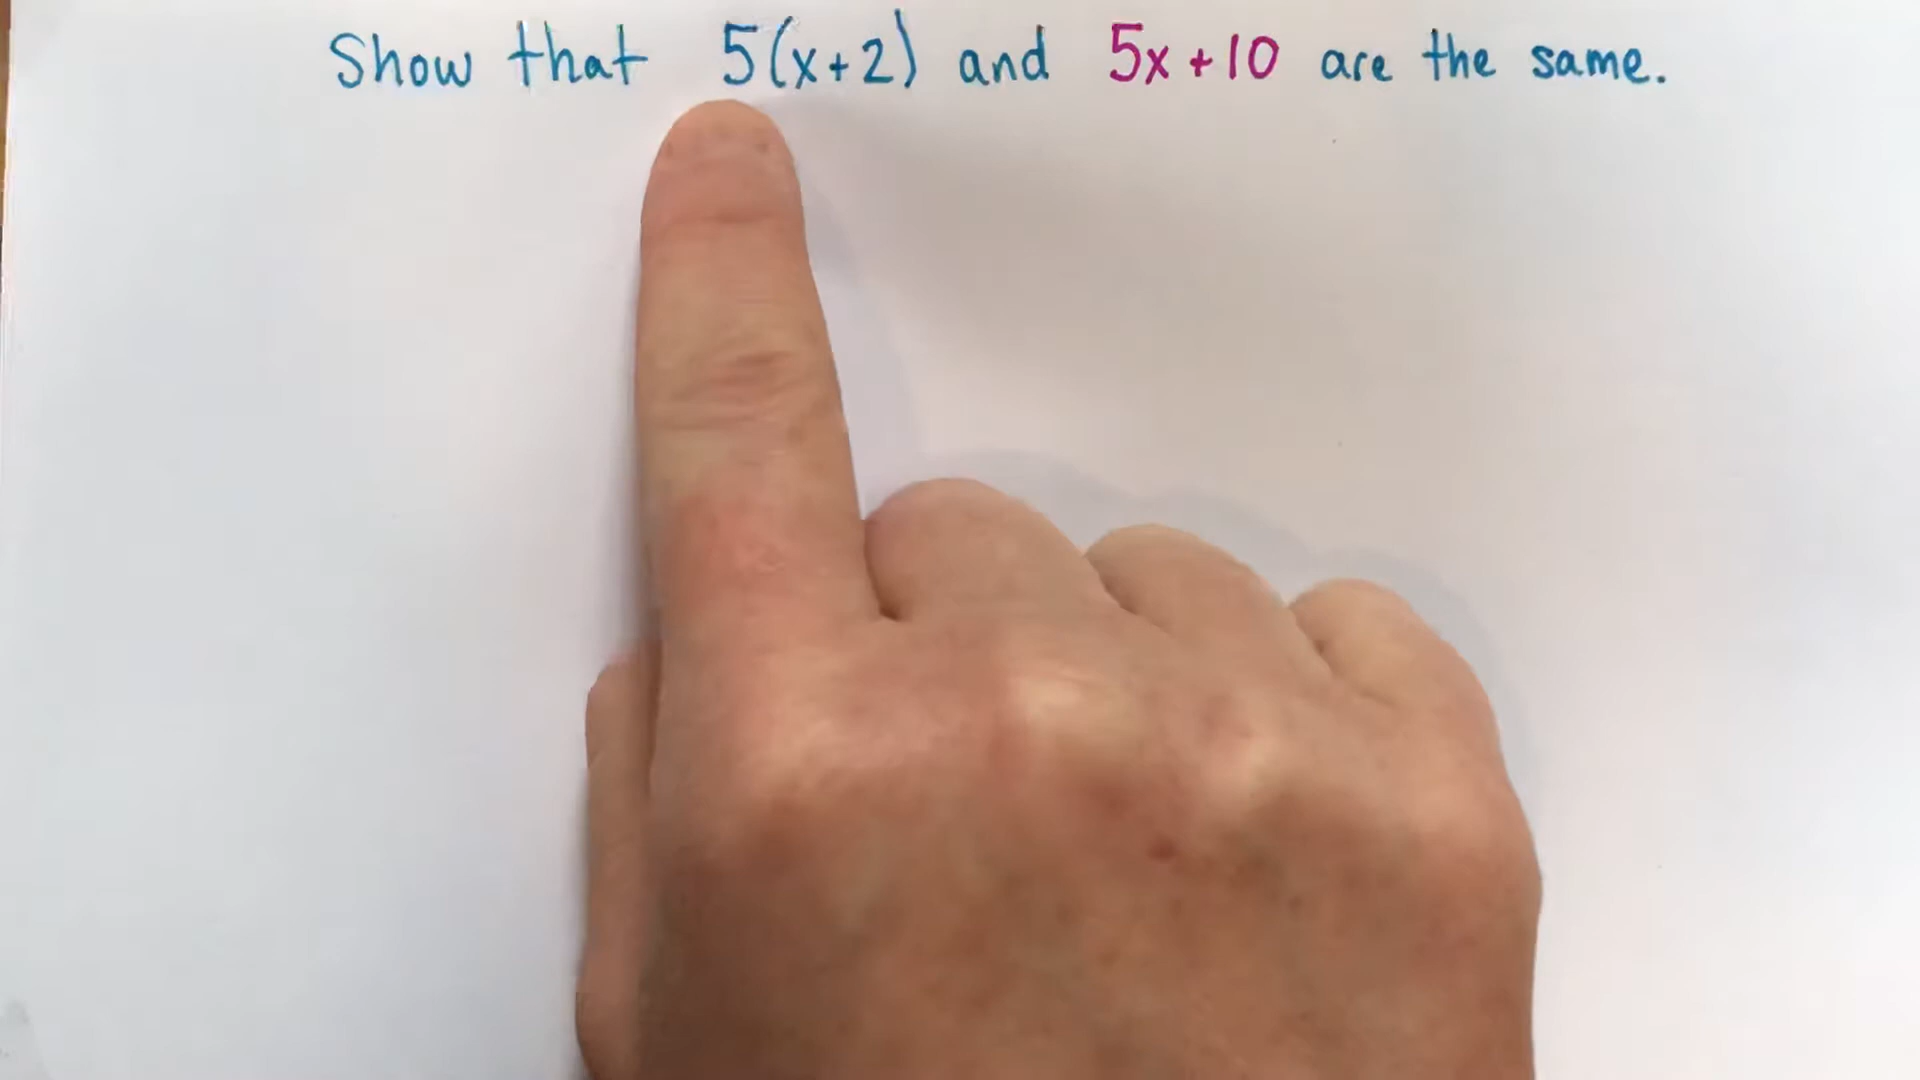 Show that 5(x+2) and 5x+10 are the same.